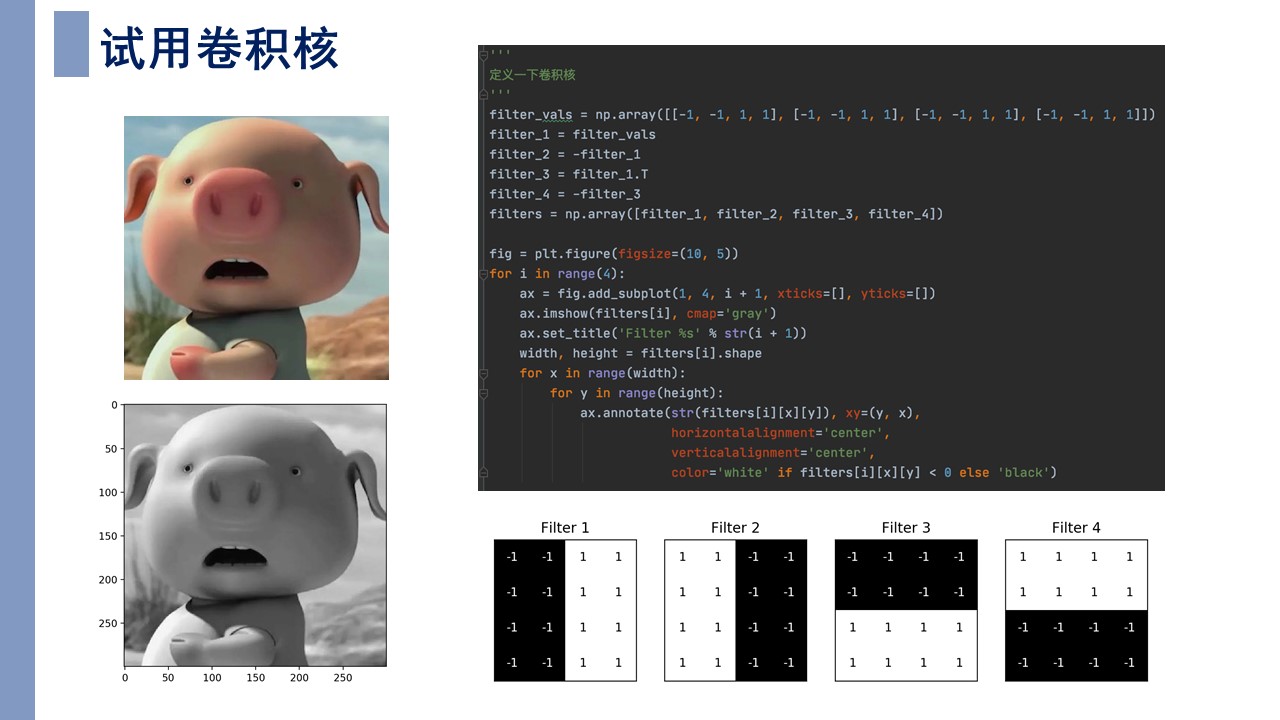 试用卷积核
'''
定义一下卷积核
'''
filter_vals = np.array([[-1, -1, 1, 1], [-1, -1, 1, 1], [-1, -1, 1, 1], [-1, -1, 1, 1]])
filter_1 = filter_vals
filter_2 = -filter_1
filter_3 = filter_1.T
filter_4 = -filter_3
filters = np.array([filter_1, filter_2, filter_3, filter_4])
fig = plt.figure(figsize=(10, 5))
for i in range(4):
    ax = fig.add_subplot(1, 4, i + 1, xticks=[], yticks=[])
    ax.imshow(filters[i], cmap='gray')
    ax.set_title('Filter %s' % str(i + 1))
    width, height = filters[i].shape
    for x in range(width):
        for y in range(height):
            ax.annotate(str(filters[i][x][y]), xy=(y, x),
                        horizontalalignment='center',
                        verticalalignment='center',
                        color='white' if filters[i][x][y] < 0 else 'black')
0
50
100
150
200
250
0 50 100 150 200 250
Filter 1
-1 -1 1 1
-1 -1 1 1
-1 -1 1 1
-1 -1 1 1
Filter 2
1 1 -1 -1
1 1 -1 -1
1 1 -1 -1
1 1 -1 -1
Filter 3
-1 -1 -1 -1
-1 -1 -1 -1
1 1 1 1
1 1 1 1
Filter 4
1 1 1 1
1 1 1 1
-1 -1 -1 -1
-1 -1 -1 -1